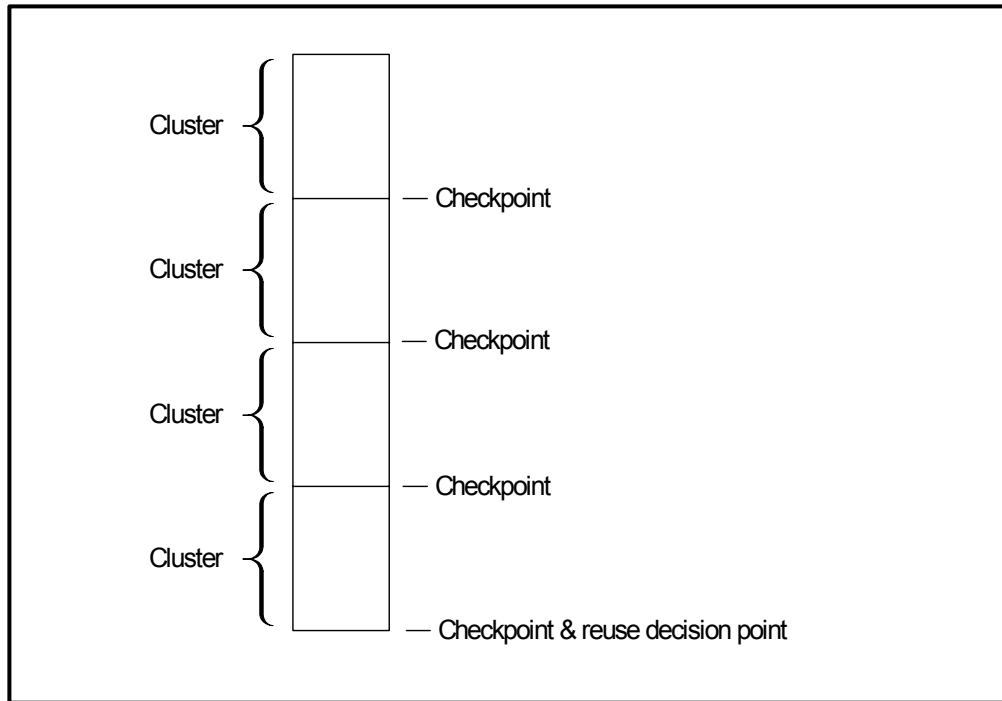 Cluster
Checkpoint
Cluster
Checkpoint
Cluster
Checkpoint
Cluster
Checkpoint & reuse decision point